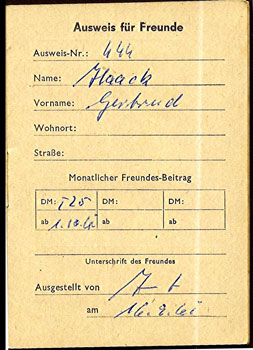 Ausweis für Freunde
Ausweis-Nr.: 444
Name: Haack
Vorname: Gertrud
Wohnort:
Straße:
Monatlicher Freundes-Beitrag
DM: DM: DM:
ab ab ab
Unterschrift des Freundes
Ausgestellt von
am